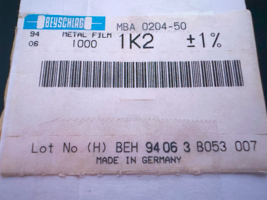 BEYSCHLAG MBA 0204-50
94 METAL FILM
06 1000 1K2 ±1%
Lot No (H) BEH 94 06 3 B053 007
MADE IN GERMANY